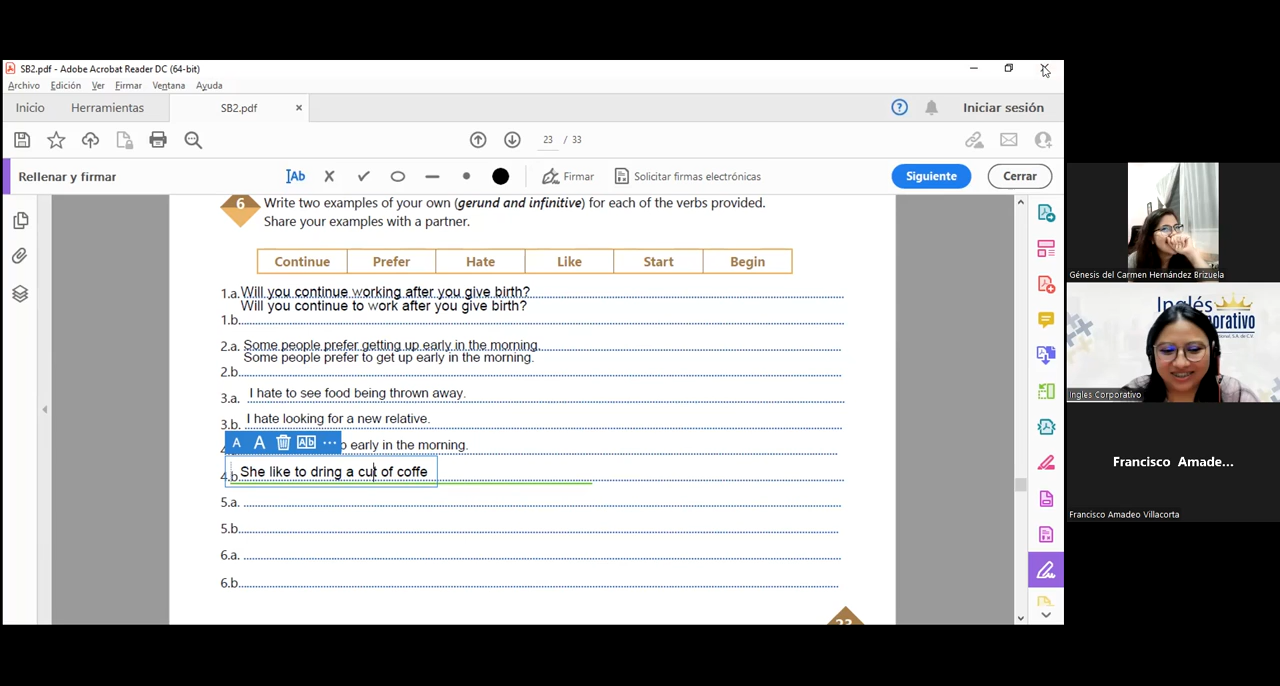 SB2.pdf - Adobe Acrobat Reader DC (64-bit)
Archivo Edición Ver Firmar Ventana Ayuda
Inicio Herramientas SB2.pdf × Iniciar sesión
23 / 33
Rellenar y firmar Ab Firmar Solicitar firmas electrónicas Siguiente Cerrar
6 Write two examples of your own (gerund and infinitive) for each of the verbs provided.
Share your examples with a partner.
Continue Prefer Hate Like Start Begin
1.a. Will you continue working after you give birth?
Will you continue to work after you give birth?
1.b.
2.a. Some people prefer getting up early in the morning.
Some people prefer to get up early in the morning.
2.b.
3.a. I hate to see food being thrown away.
3.b. I hate looking for a new relative.
A A Ab ...
early in the morning.
4.b. She like to dring a cut of coffe
5.a.
5.b.
6.a.
6.b.
23
Génesis del Carmen Hernández Brizuela
Inglés
Ingles Corporativo
Francisco Amade...
Francisco Amadeo Villacorta